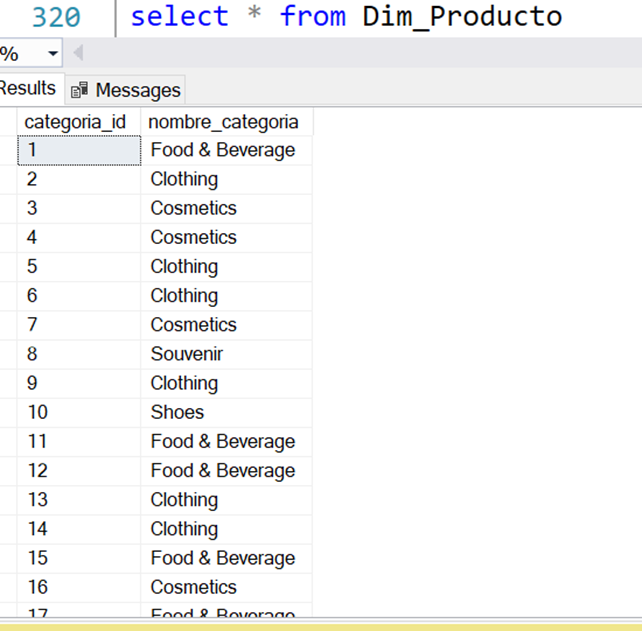 320 select * from Dim_Producto
%
Results Messages
categoria_id nombre_categoria
1 Food & Beverage
2 Clothing
3 Cosmetics
4 Cosmetics
5 Clothing
6 Clothing
7 Cosmetics
8 Souvenir
9 Clothing
10 Shoes
11 Food & Beverage
12 Food & Beverage
13 Clothing
14 Clothing
15 Food & Beverage
16 Cosmetics
17 Food & Beverage